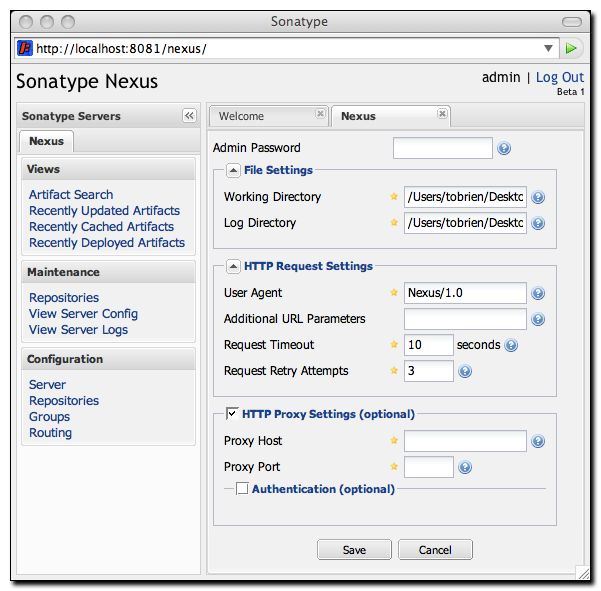 Sonatype
http://localhost:8081/nexus/
Sonatype Nexus
admin | Log Out
Beta 1
Sonatype Servers
Nexus
Views
Artifact Search
Recently Updated Artifacts
Recently Cached Artifacts
Recently Deployed Artifacts
Maintenance
Repositories
View Server Config
View Server Logs
Configuration
Server
Repositories
Groups
Routing
Welcome
Nexus
Admin Password
File Settings
Working Directory /Users/tobrien/Deskto
Log Directory /Users/tobrien/Deskto
HTTP Request Settings
User Agent Nexus/1.0
Additional URL Parameters
Request Timeout 10 seconds
Request Retry Attempts 3
HTTP Proxy Settings (optional)
Proxy Host
Proxy Port
Authentication (optional)
Save Cancel